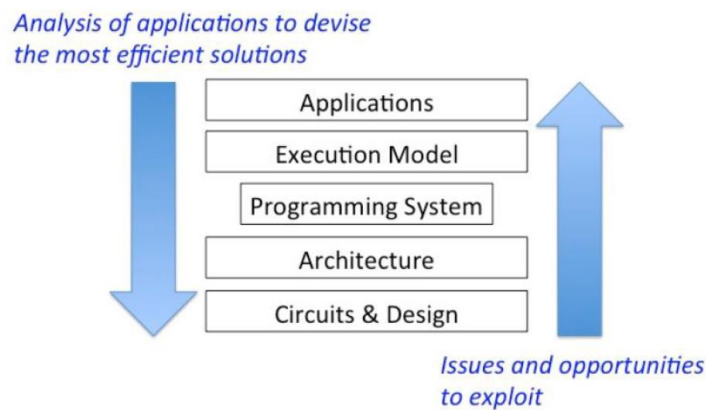 Analysis of applications to devise
the most efficient solutions
Applications
Execution Model
Programming System
Architecture
Circuits & Design
Issues and opportunities
to exploit